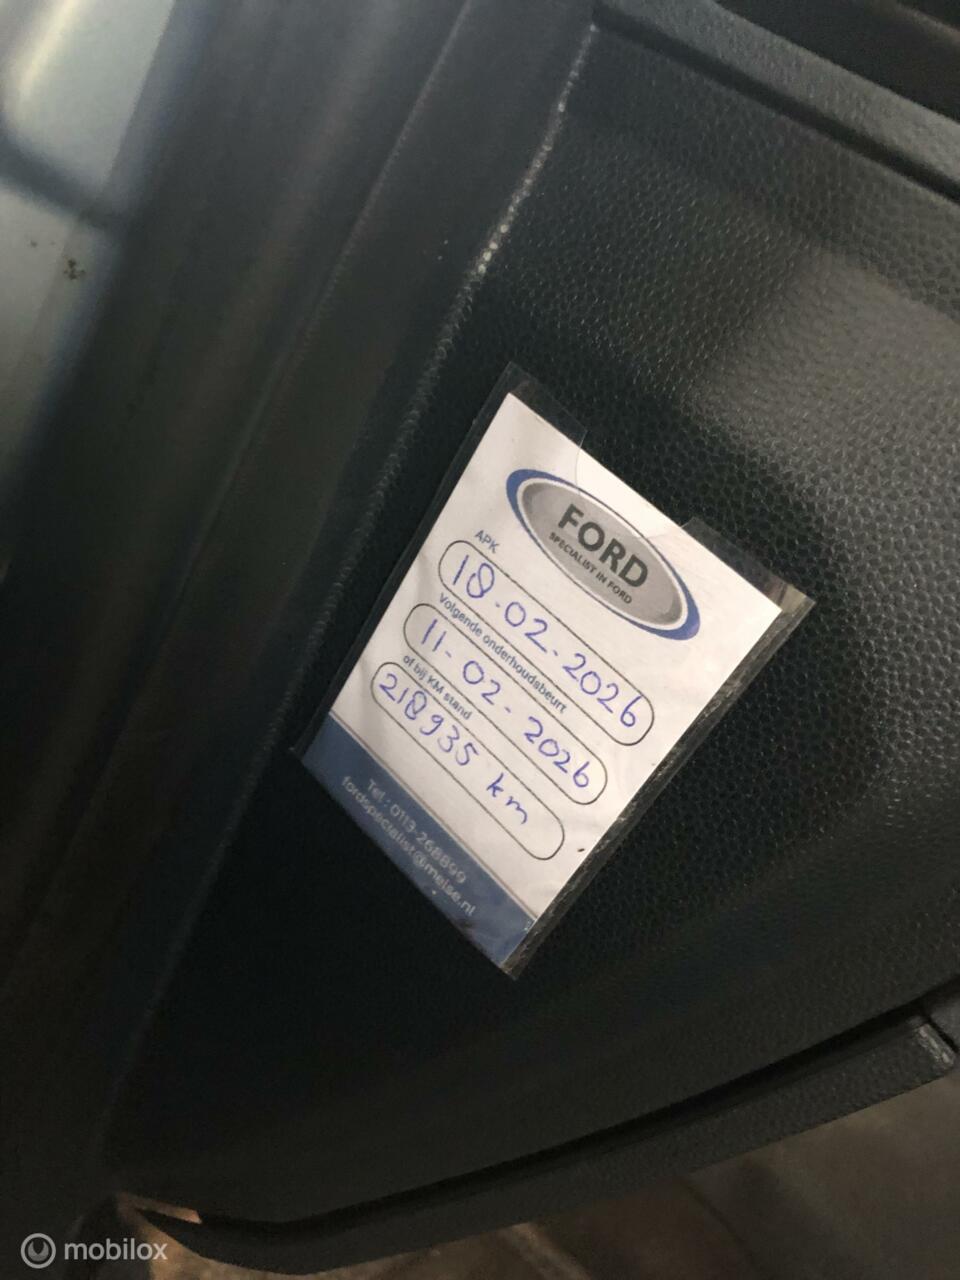 FORD
SPECIALIST IN FORD
APK
18-02-2026
Volgende onderhoudsbeurt
11-02-2026
of bij KM stand
218935 km
Tel.: 0113-268899
fordspecialist@meise.nl
mobilox